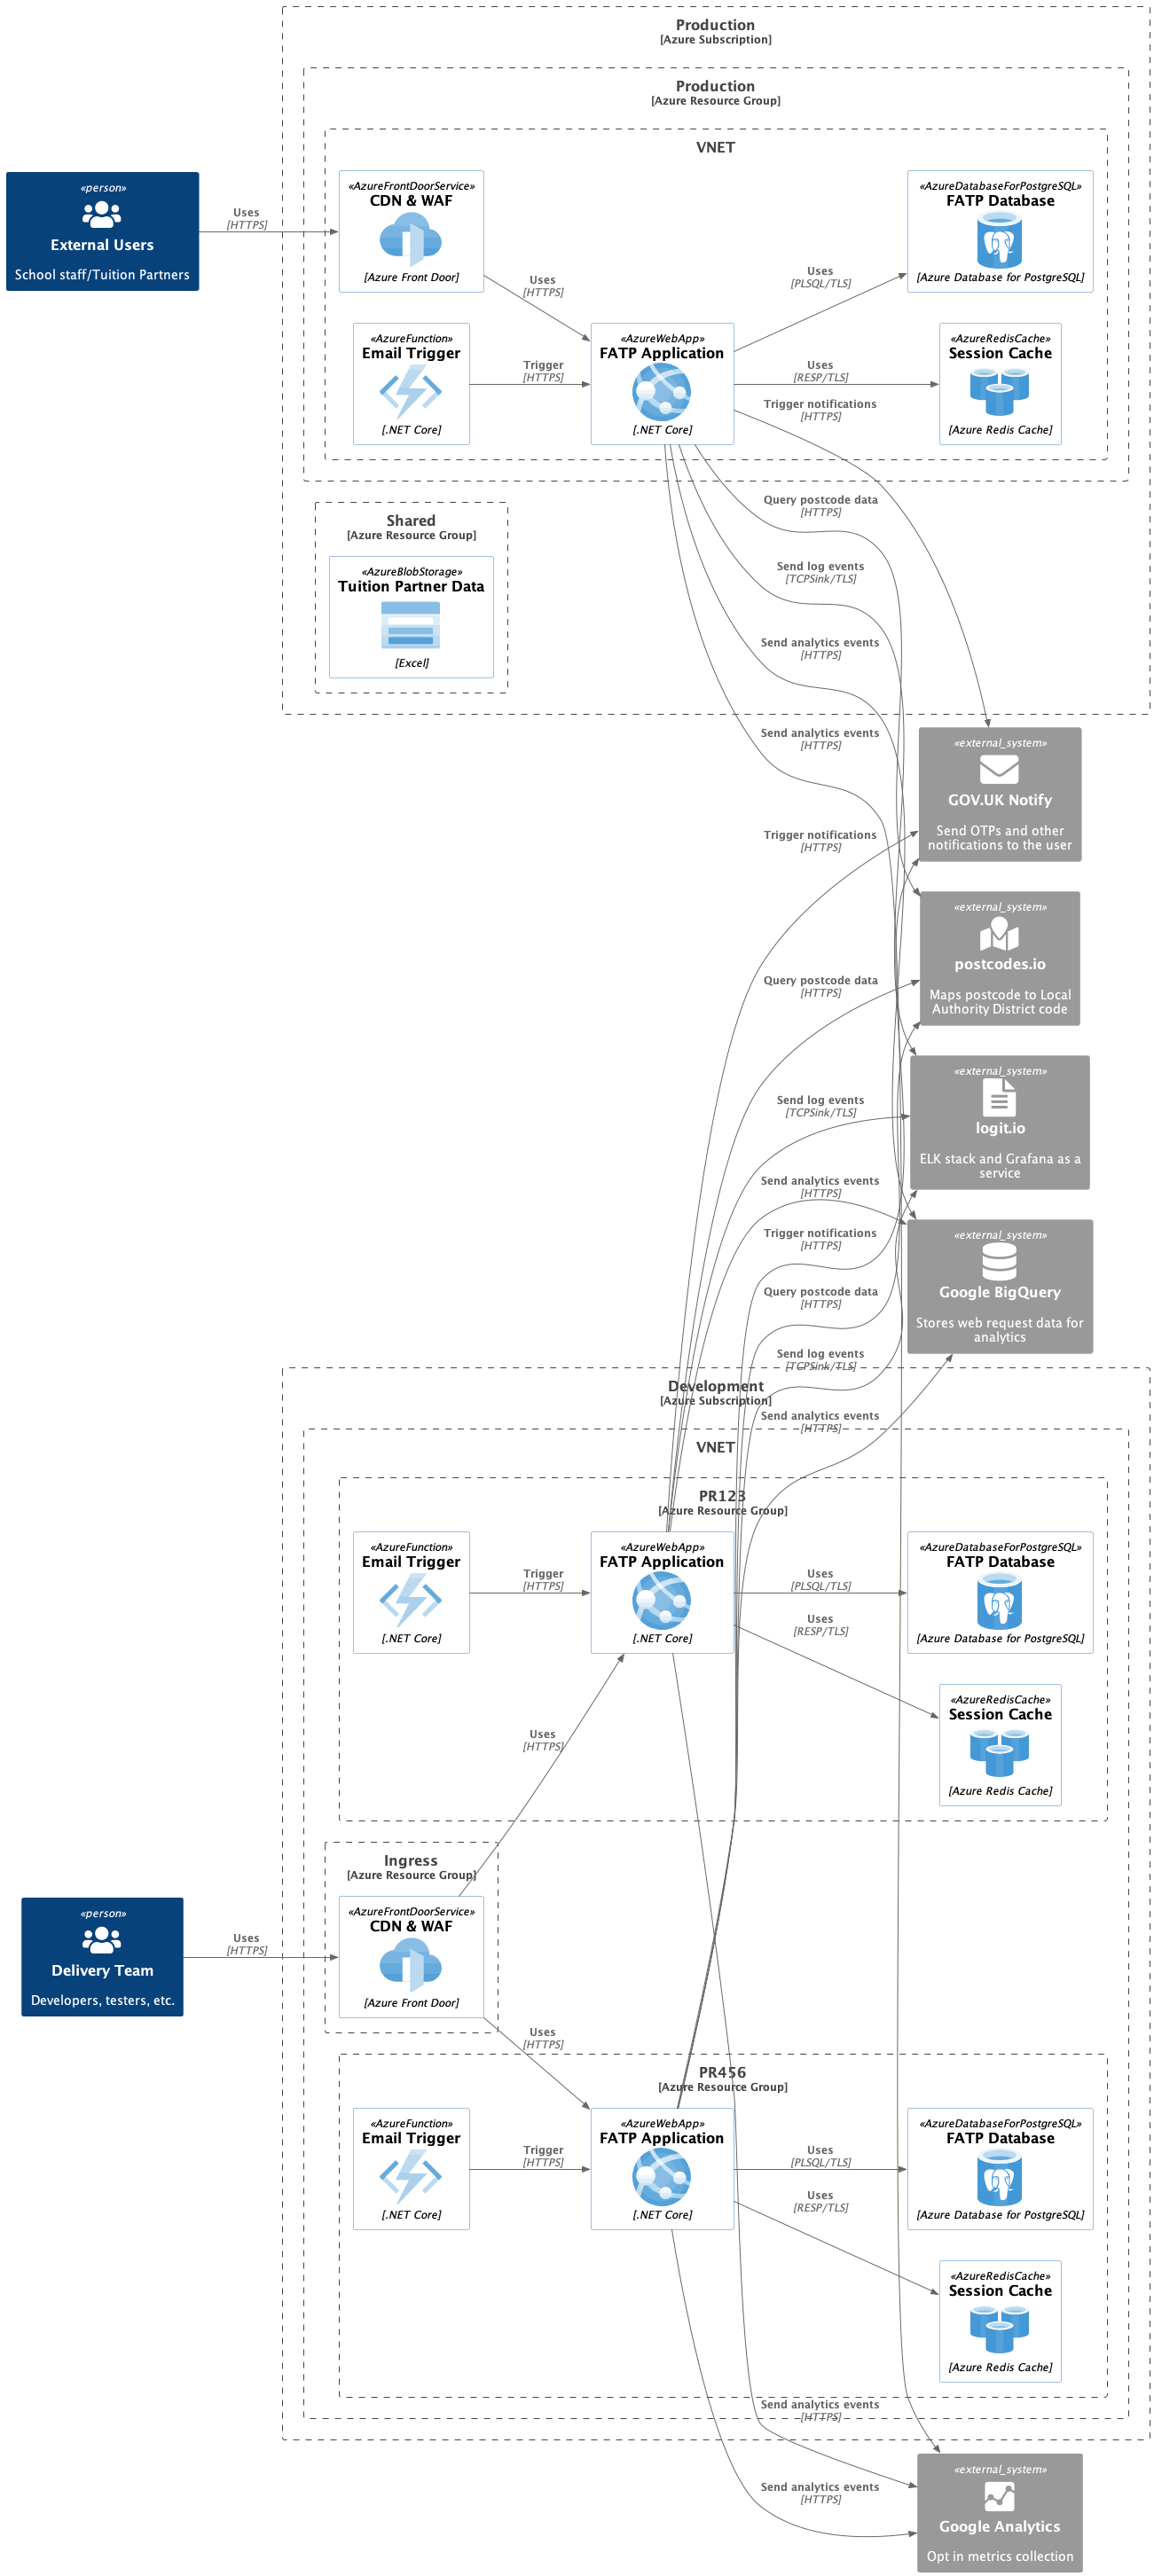 Production
[Azure Subscription]
Production
[Azure Resource Group]
VNET
«person»
External Users
School staff/Tuition Partners
Uses
[HTTPS]
«AzureFrontDoorService»
CDN & WAF
[Azure Front Door]
Uses
[HTTPS]
«AzureFunction»
Email Trigger
[.NET Core]
Trigger
[HTTPS]
«AzureWebApp»
FATP Application
[.NET Core]
Uses
[PLSQL/TLS]
«AzureDatabaseForPostgreSQL»
FATP Database
[Azure Database for PostgreSQL]
Uses
[RESP/TLS]
«AzureRedisCache»
Session Cache
[Azure Redis Cache]
Trigger notifications
[HTTPS]
Query postcode data
[HTTPS]
Send log events
[TCPSink/TLS]
Send analytics events
[HTTPS]
Send analytics events
[HTTPS]
Shared
[Azure Resource Group]
«AzureBlobStorage»
Tuition Partner Data
[Excel]
«external_system»
GOV.UK Notify
Send OTPs and other
notifications to the user
Trigger notifications
[HTTPS]
«external_system»
postcodes.io
Maps postcode to Local
Authority District code
Query postcode data
[HTTPS]
«external_system»
logit.io
ELK stack and Grafana as a
service
Send log events
[TCPSink/TLS]
Send analytics events
[HTTPS]
«external_system»
Google BigQuery
Stores web request data for
analytics
Trigger notifications
[HTTPS]
Query postcode data
[HTTPS]
Send log events
[TCPSink/TLS]
Send analytics events
[HTTPS]
Development
[Azure Subscription]
VNET
PR123
[Azure Resource Group]
«AzureFunction»
Email Trigger
[.NET Core]
Trigger
[HTTPS]
«AzureWebApp»
FATP Application
[.NET Core]
Uses
[PLSQL/TLS]
«AzureDatabaseForPostgreSQL»
FATP Database
[Azure Database for PostgreSQL]
Uses
[RESP/TLS]
«AzureRedisCache»
Session Cache
[Azure Redis Cache]
Uses
[HTTPS]
Ingress
[Azure Resource Group]
«AzureFrontDoorService»
CDN & WAF
[Azure Front Door]
«person»
Delivery Team
Developers, testers, etc.
Uses
[HTTPS]
Uses
[HTTPS]
PR456
[Azure Resource Group]
«AzureFunction»
Email Trigger
[.NET Core]
Trigger
[HTTPS]
«AzureWebApp»
FATP Application
[.NET Core]
Uses
[PLSQL/TLS]
«AzureDatabaseForPostgreSQL»
FATP Database
[Azure Database for PostgreSQL]
Uses
[RESP/TLS]
«AzureRedisCache»
Session Cache
[Azure Redis Cache]
Send analytics events
[HTTPS]
Send analytics events
[HTTPS]
«external_system»
Google Analytics
Opt in metrics collection